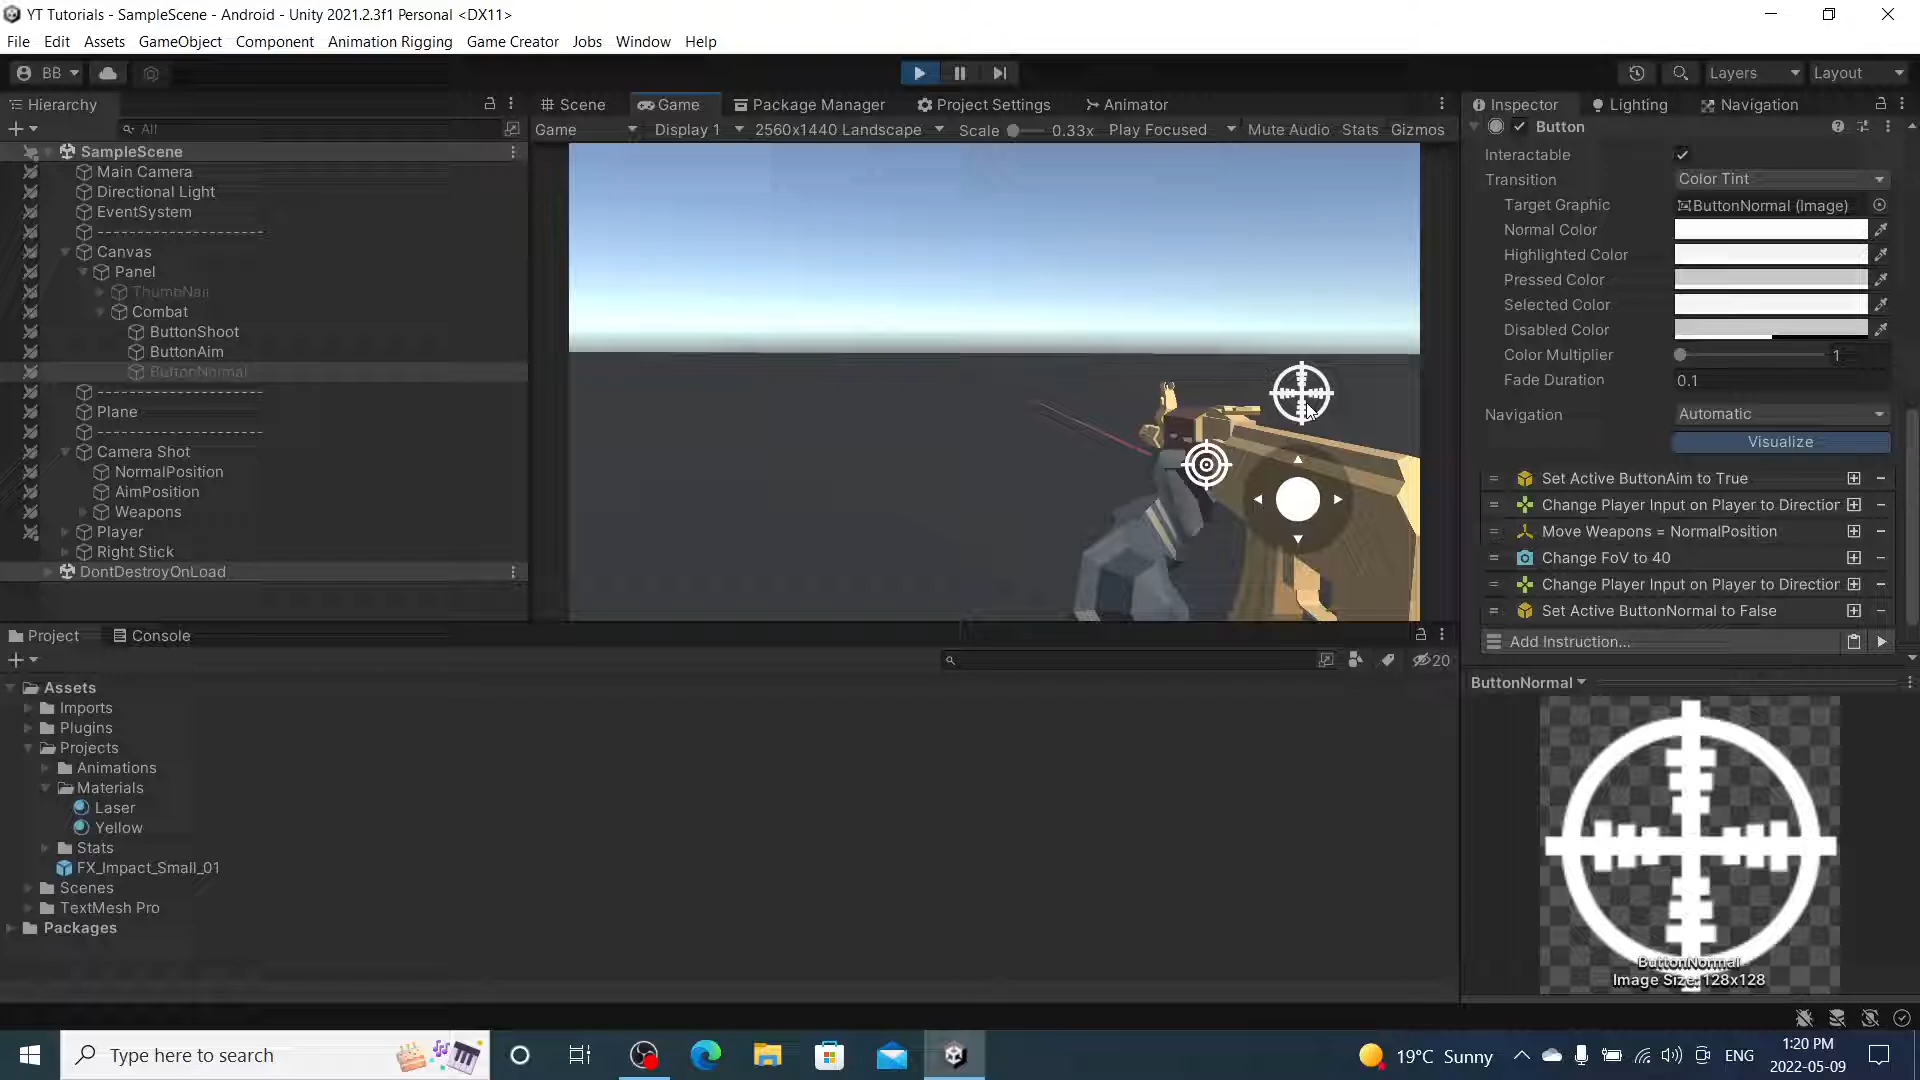 YT Tutorials - SampleScene - Android - Unity 2021.2.3f1 Personal <DX11>
File Edit Assets GameObject Component Animation Rigging Game Creator Jobs Window Help
BB Layers Layout
Hierarchy
All
SampleScene
Main Camera
Directional Light
EventSystem
---------------------
Canvas
Panel
ThumbNail
Combat
ButtonShoot
ButtonAim
ButtonNormal
---------------------
Plane
---------------------
Camera Shot
NormalPosition
AimPosition
Weapons
Player
Right Stick
DontDestroyOnLoad
Scene Game Package Manager Project Settings Animator
Game Display 1 2560x1440 Landscape Scale 0.33x Play Focused Mute Audio Stats Gizmos
Inspector Lighting Navigation
Button
Interactable
Transition Color Tint
Target Graphic ButtonNormal (Image)
Normal Color
Highlighted Color
Pressed Color
Selected Color
Disabled Color
Color Multiplier 1
Fade Duration 0.1
Navigation Automatic
Visualize
Set Active ButtonAim to True
Change Player Input on Player to Direction
Move Weapons = NormalPosition
Change FoV to 40
Change Player Input on Player to Direction
Set Active ButtonNormal to False
Add Instruction...
ButtonNormal
ButtonNormal
Image Size: 128x128
Project Console
20
Assets
Imports
Plugins
Projects
Animations
Materials
Laser
Yellow
Stats
FX_Impact_Small_01
Scenes
TextMesh Pro
Packages
Type here to search
19°C Sunny
ENG
1:20 PM
2022-05-09